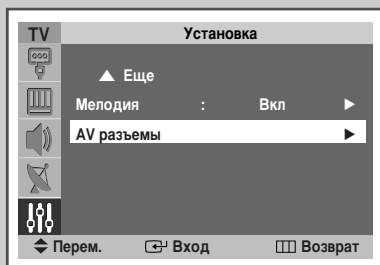 TV Установка
▲ Еще
Мелодия : Вкл ▶
AV разъемы ▶
Перем. Вход Возврат